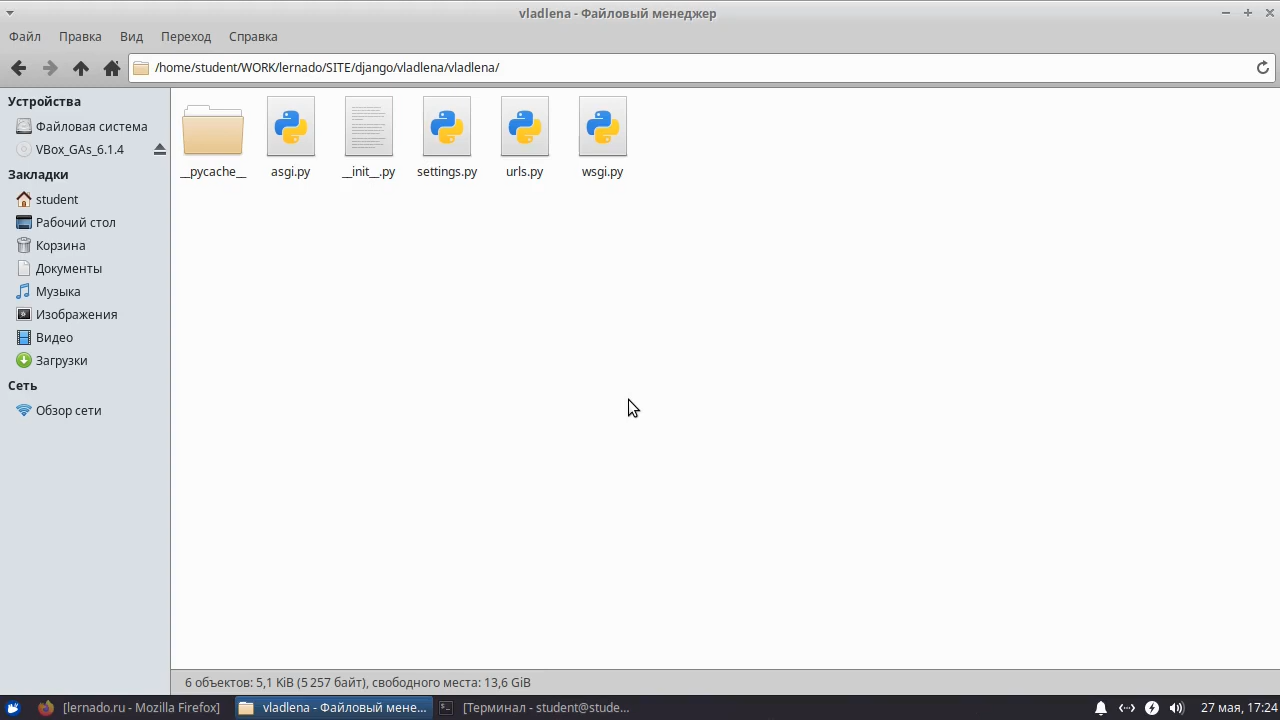 vladlena - Файловый менеджер
Файл Правка Вид Переход Справка
/home/student/WORK/lernado/SITE/django/vladlena/vladlena/
Устройства
Файловая система
VBox_GAs_6.1.4
Закладки
student
Рабочий стол
Корзина
Документы
Музыка
Изображения
Видео
Загрузки
Сеть
Обзор сети
__pycache__ asgi.py __init__.py settings.py urls.py wsgi.py
6 объектов: 5,1 KiB (5 257 байт), свободного места: 13,6 GiB
[lernado.ru - Mozilla Firefox] vladlena - Файловый мене... [Терминал - student@stude... 27 мая, 17:24